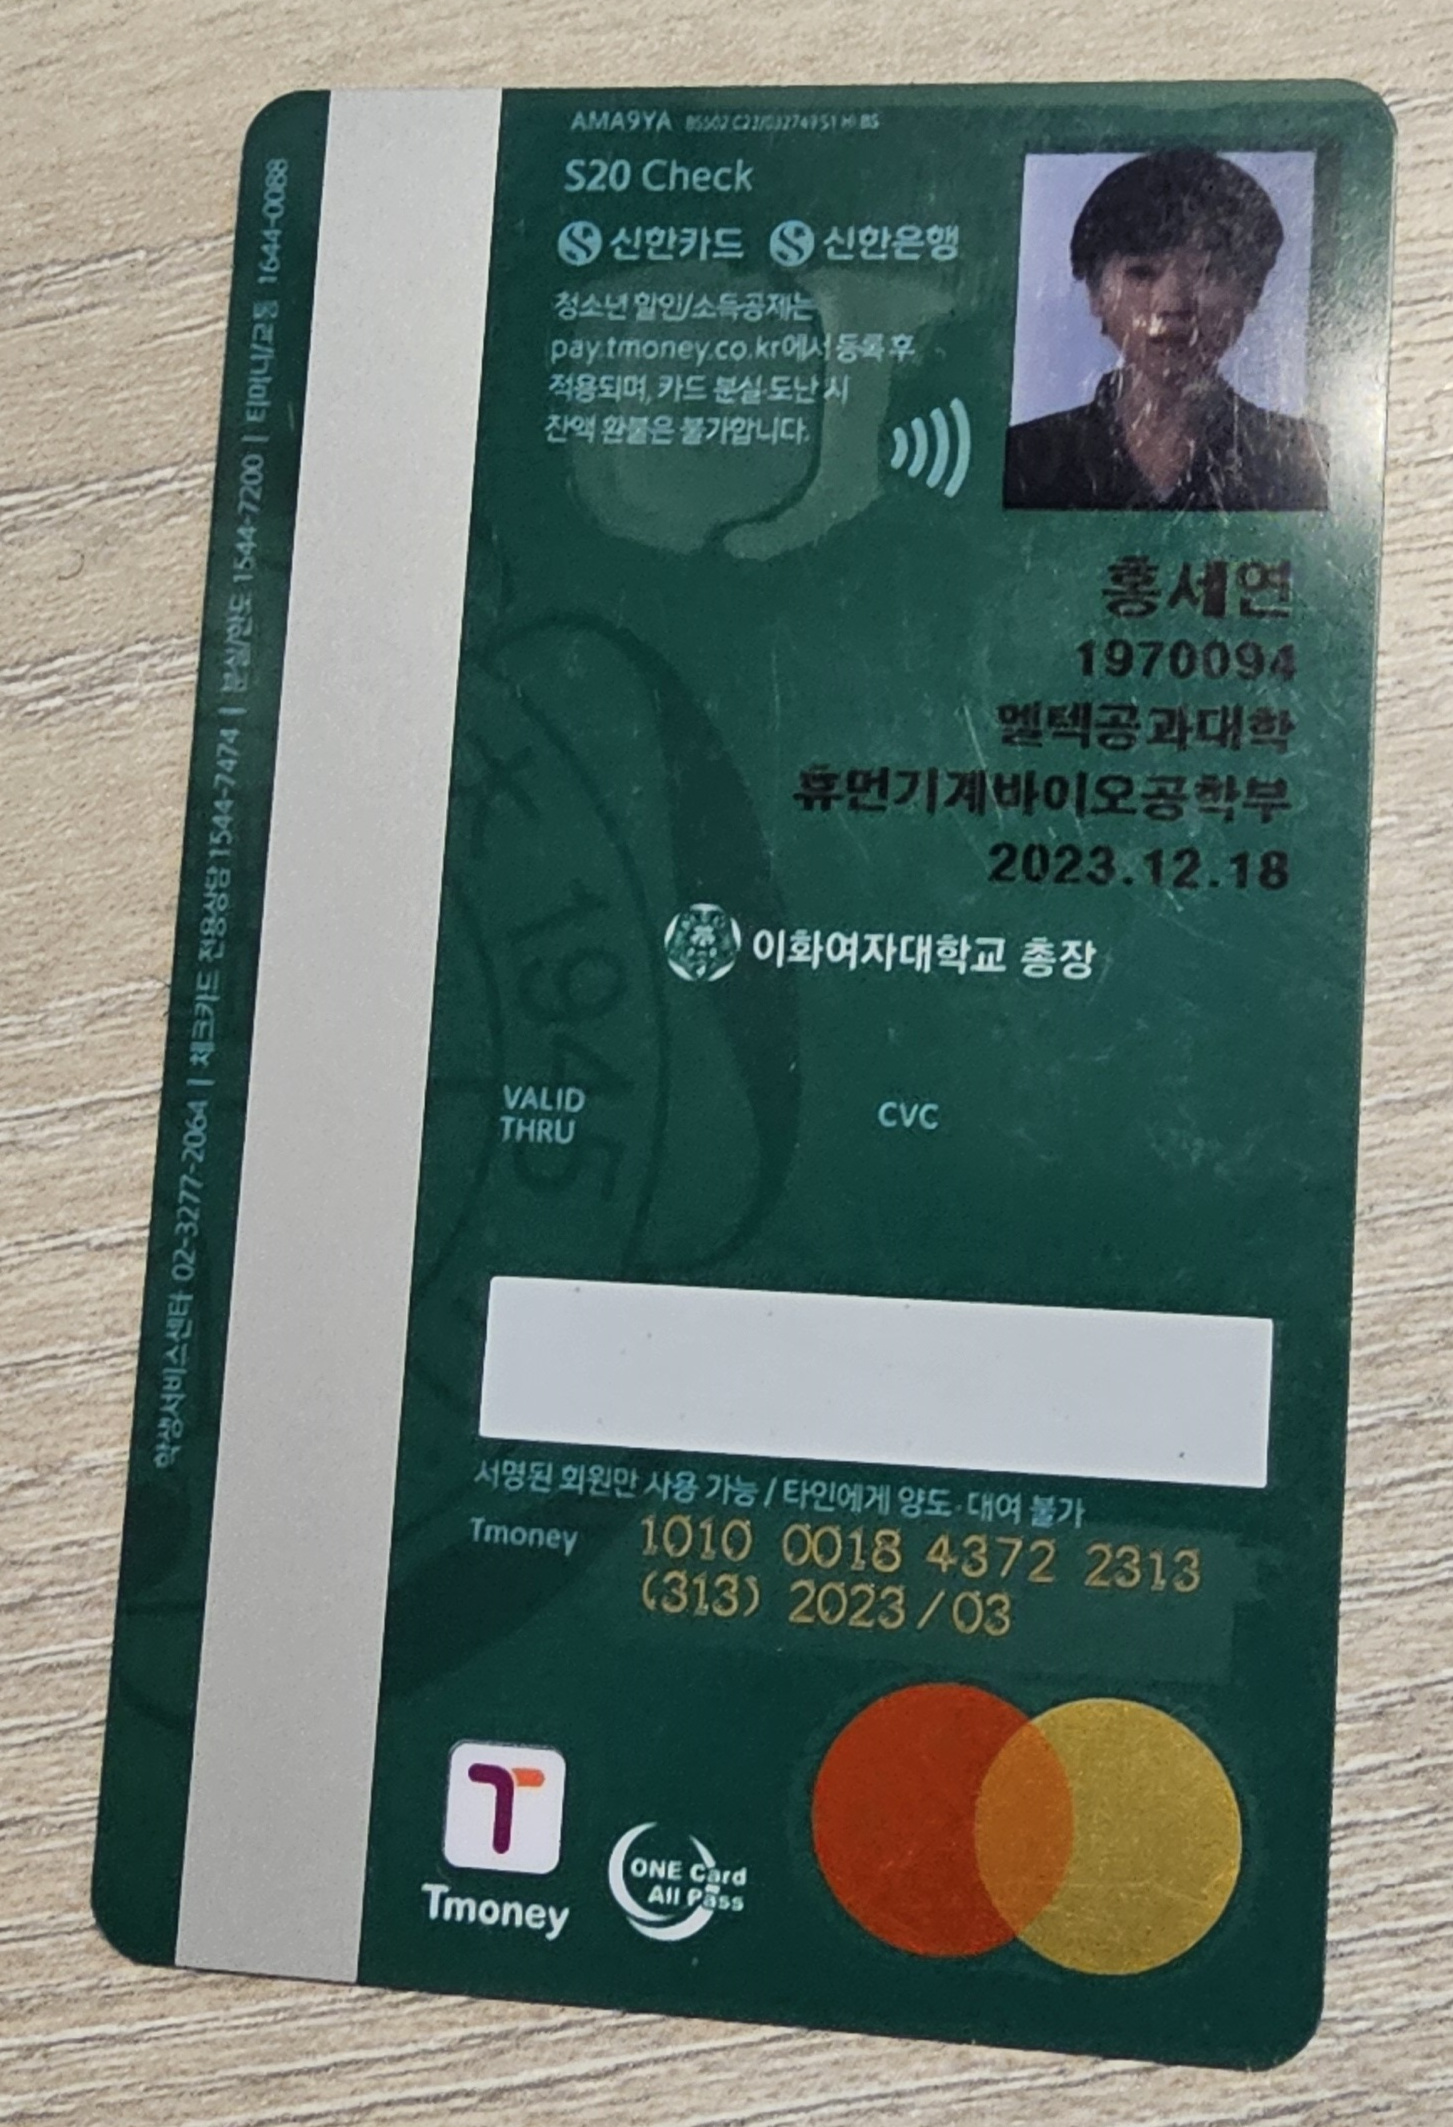 AMA9YA
S20 Check
신한카드 신한은행
청소년 할인/소득공제는
pay.tmoney.co.kr에서 등록 후
적용되며, 카드 분실·도난 시
잔액 환불은 불가합니다.
홍세연
1970094
엘텍공과대학
휴먼기계바이오공학부
2023.12.18
이화여자대학교 총장
1945
VALID
THRU
CVC
서명된 회원만 사용 가능 / 타인에게 양도·대여 불가
Tmoney 1010 0018 4372 2313
(313) 2023/03
Tmoney
ONE Card
All Pass
학생서비스센터 02-3277-2064 | 체크카드 전용상담 1544-7474 | 분실/한도 1544-7200 | 티머니/교통 1644-0088